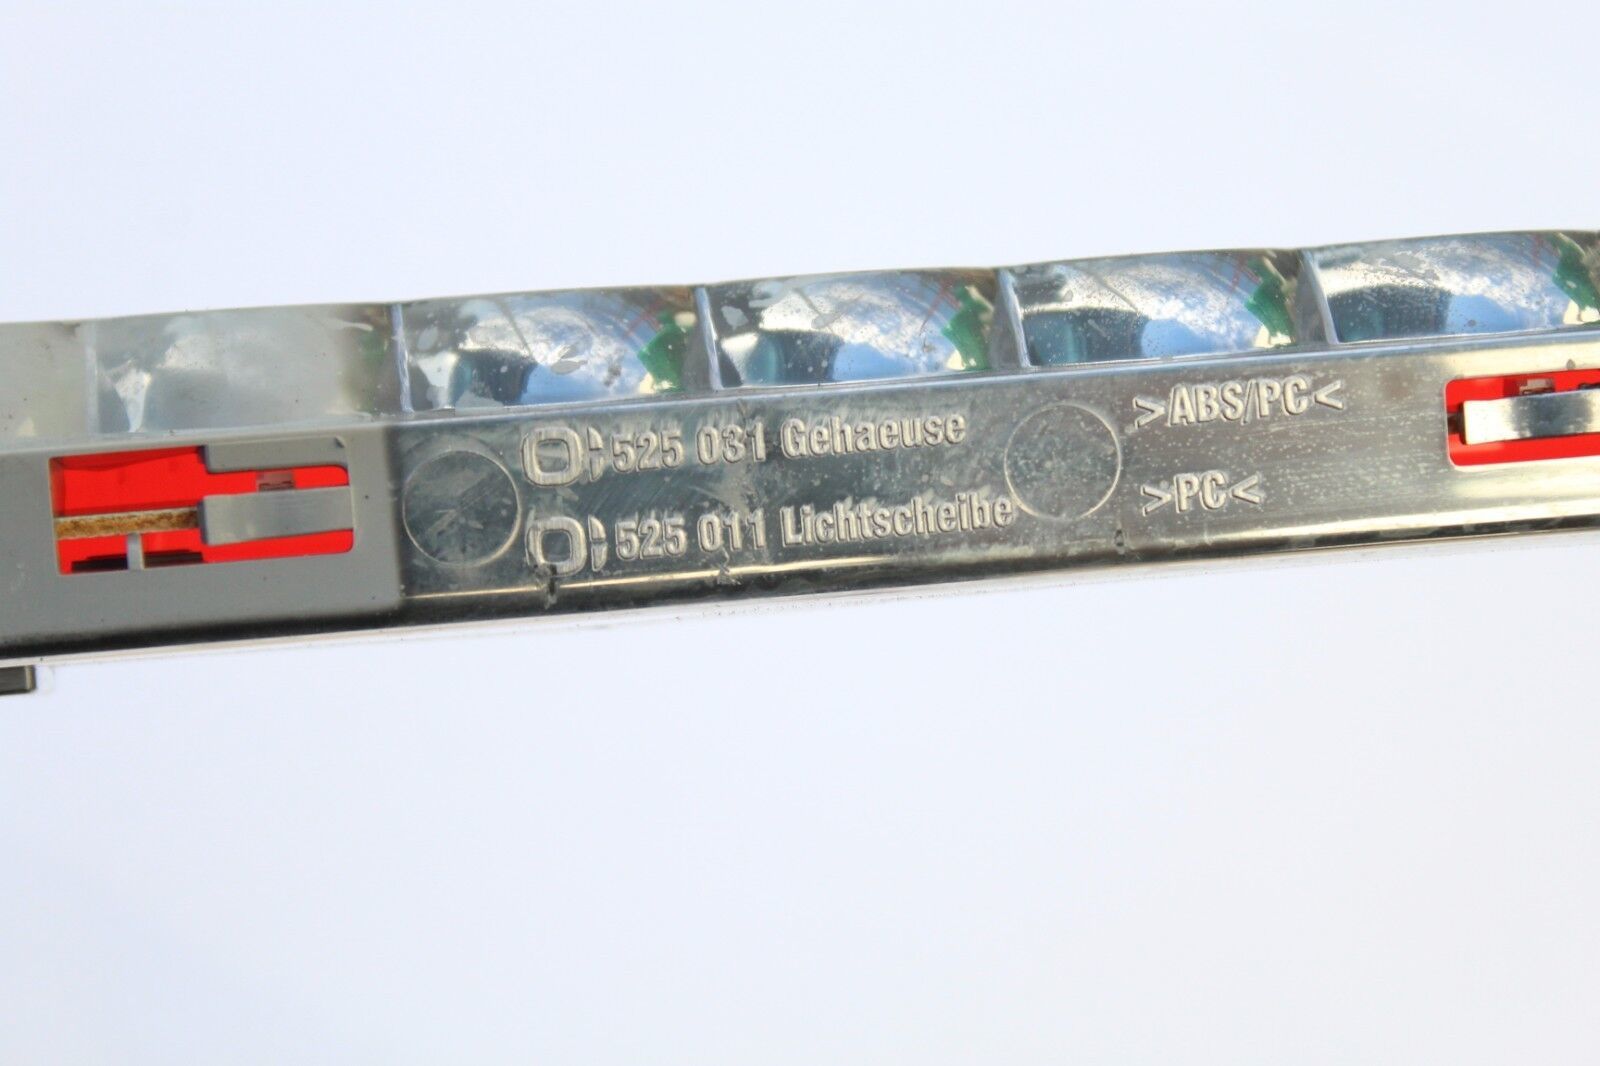 525 031 Gehaeuse
525 011 Lichtscheibe
>ABS/PC<
>PC<